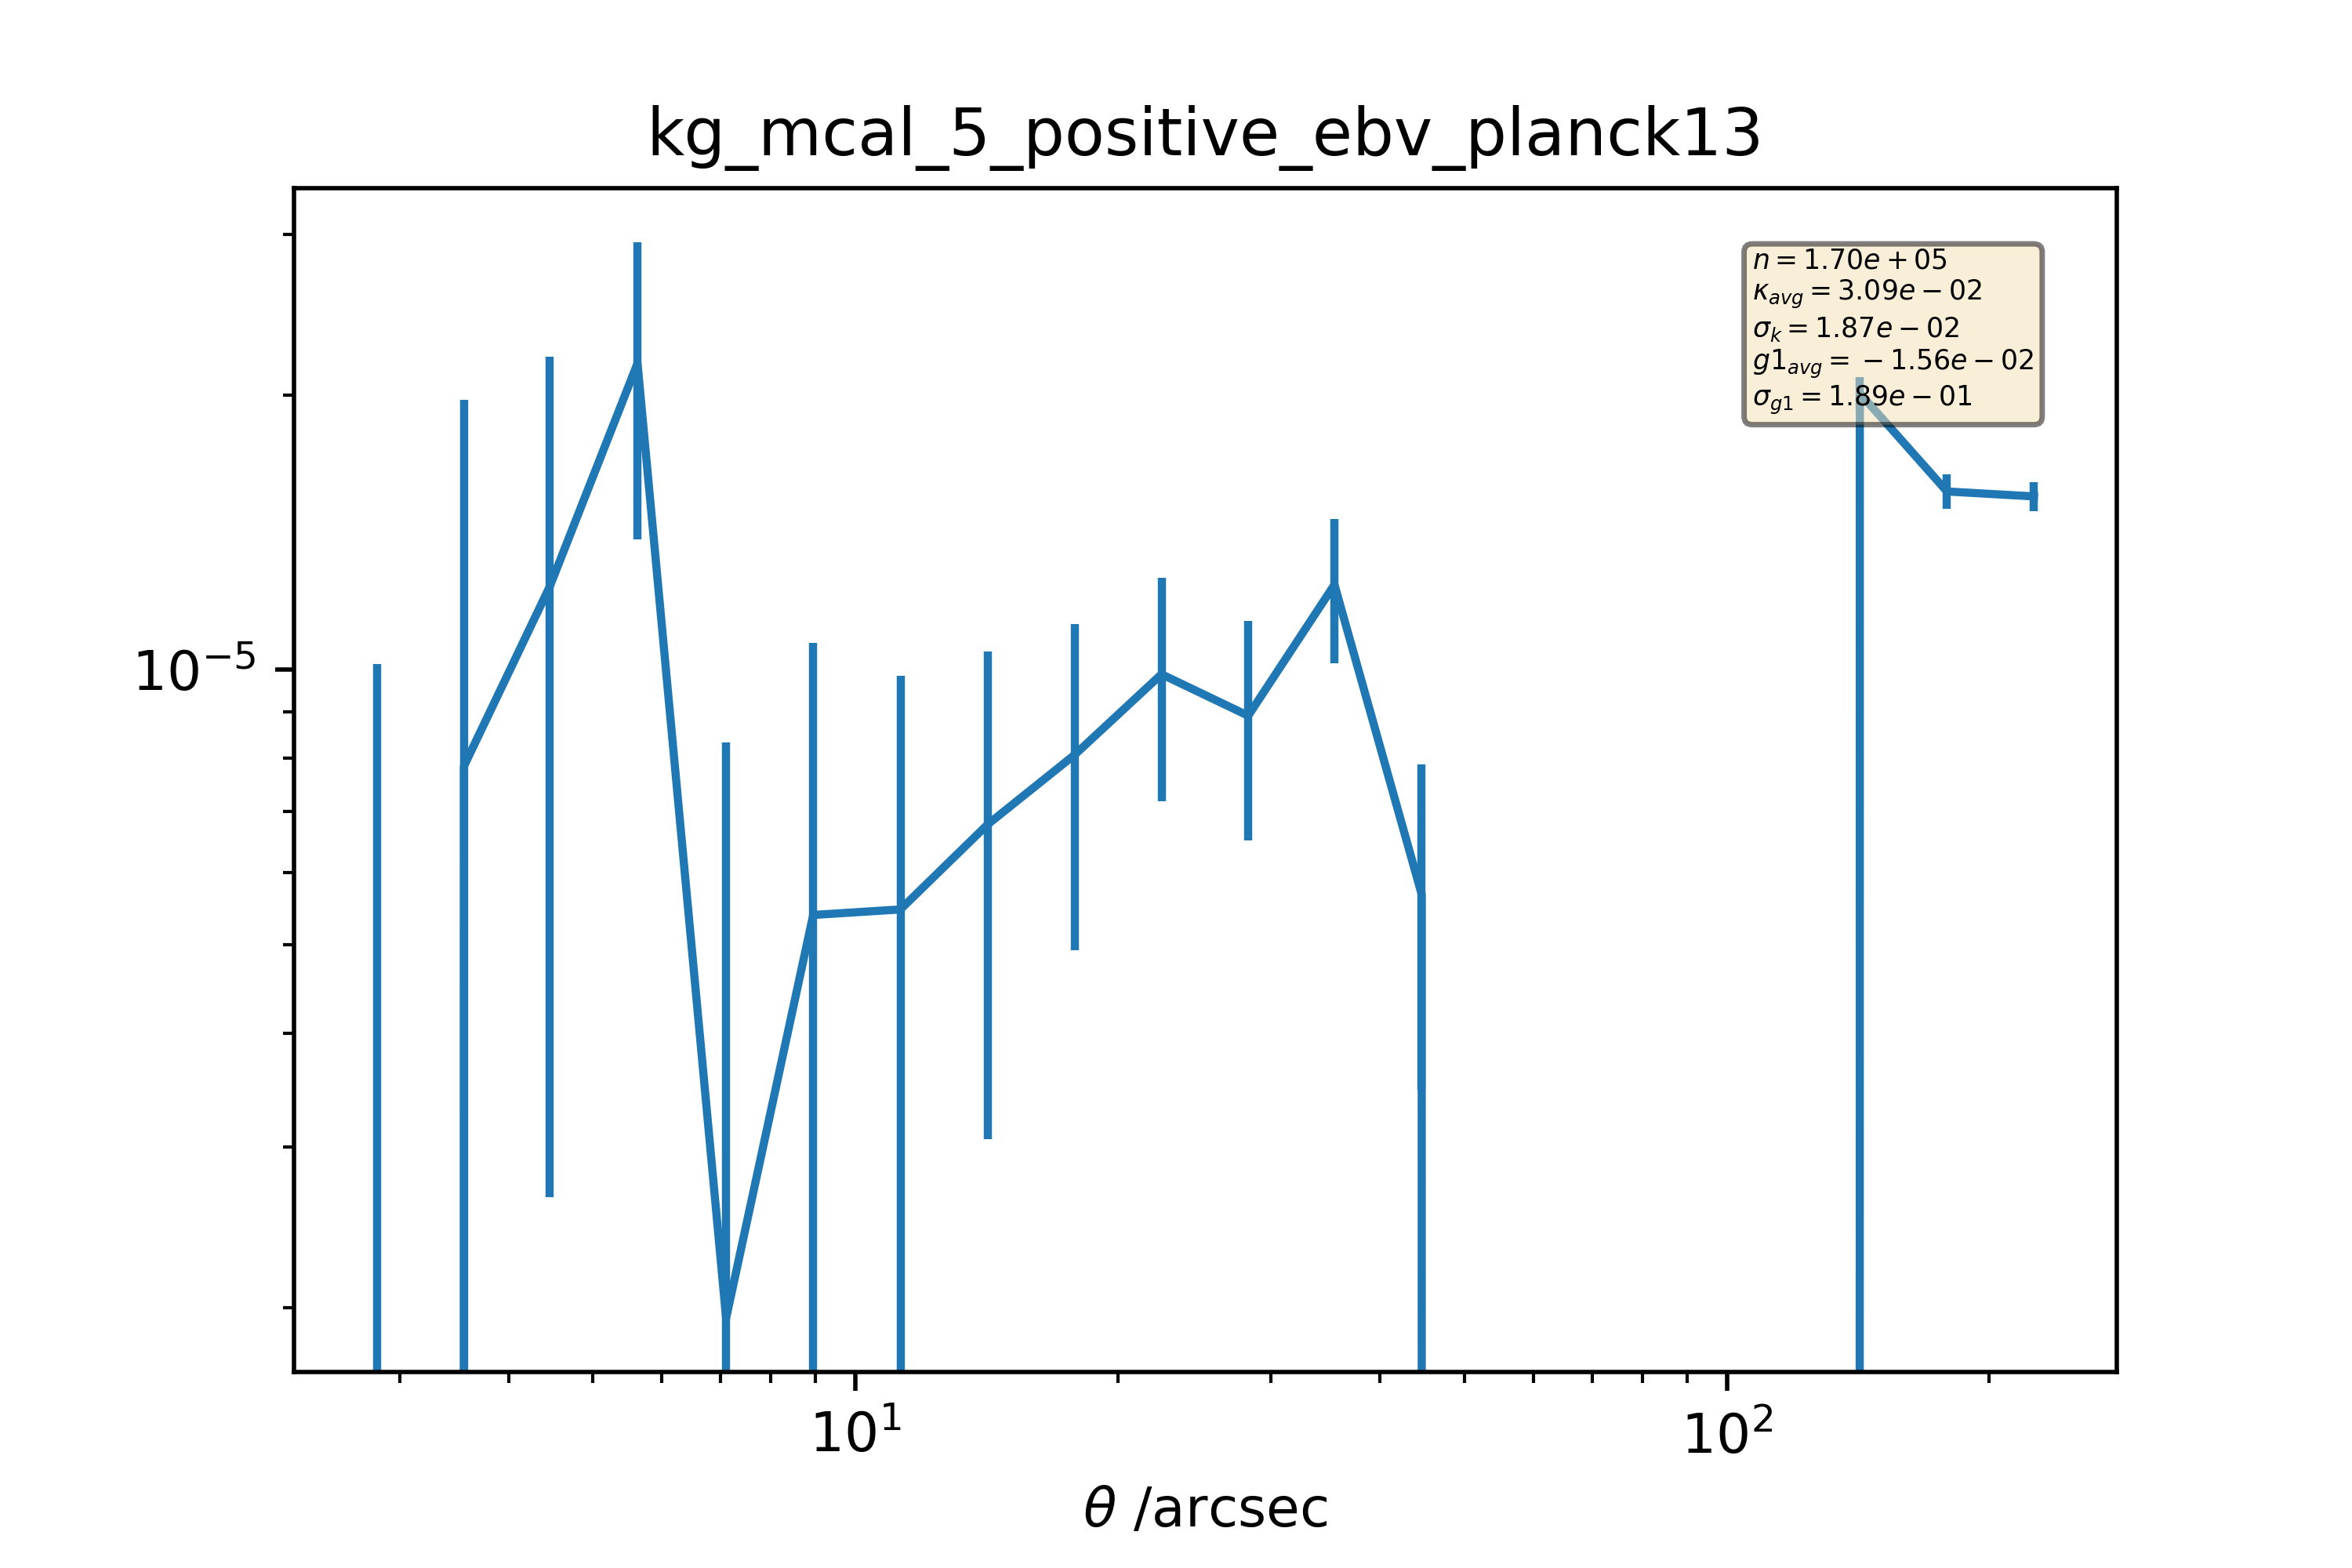 kg_mcal_5_positive_ebv_planck13
n = 1.70e + 05
κ_avg = 3.09e − 02
σ_k = 1.87e − 02
g1_avg = − 1.56e − 02
σ_g1 = 1.89e − 01
10^−5
10^1 10^2
θ /arcsec